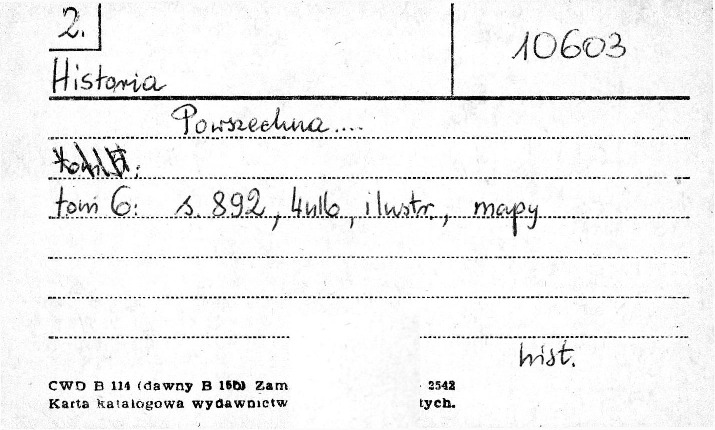 2.
10603
Historia
Powszechna....
tom 6: s. 892, 4nlb, ilustr., mapy
hist.
CWD B 114 (dawny B 15b) Zam 2542
Karta katalogowa wydawnictw tych.